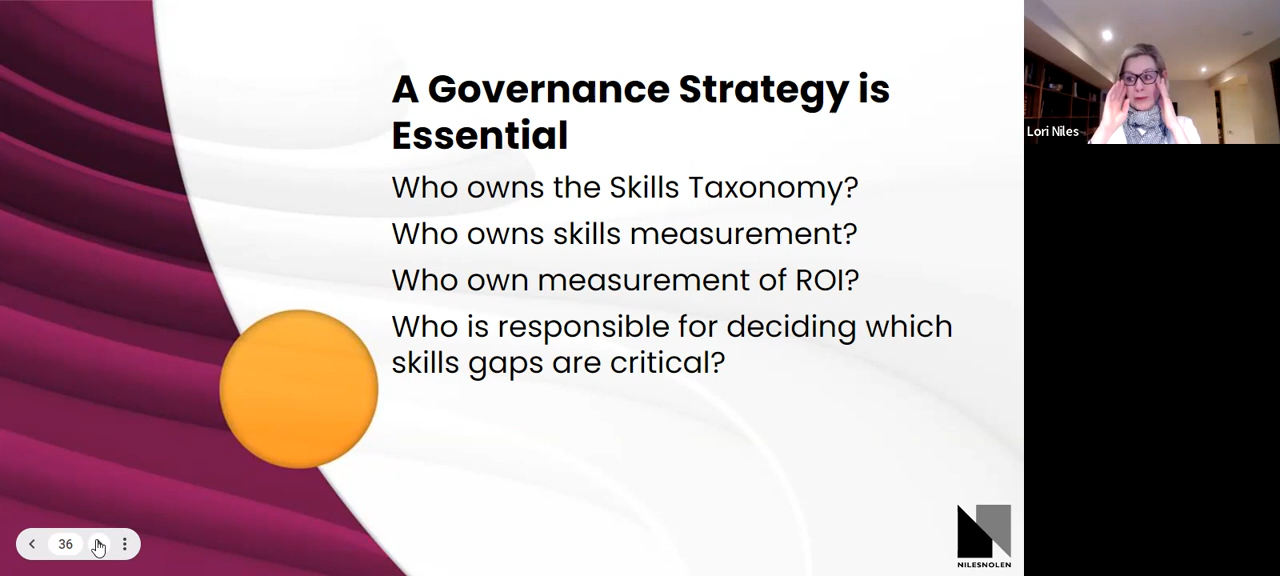 A Governance Strategy is
Essential
Who owns the Skills Taxonomy?
Who owns skills measurement?
Who own measurement of ROI?
Who is responsible for deciding which
skills gaps are critical?
Lori Niles
36
NILESNOLEN